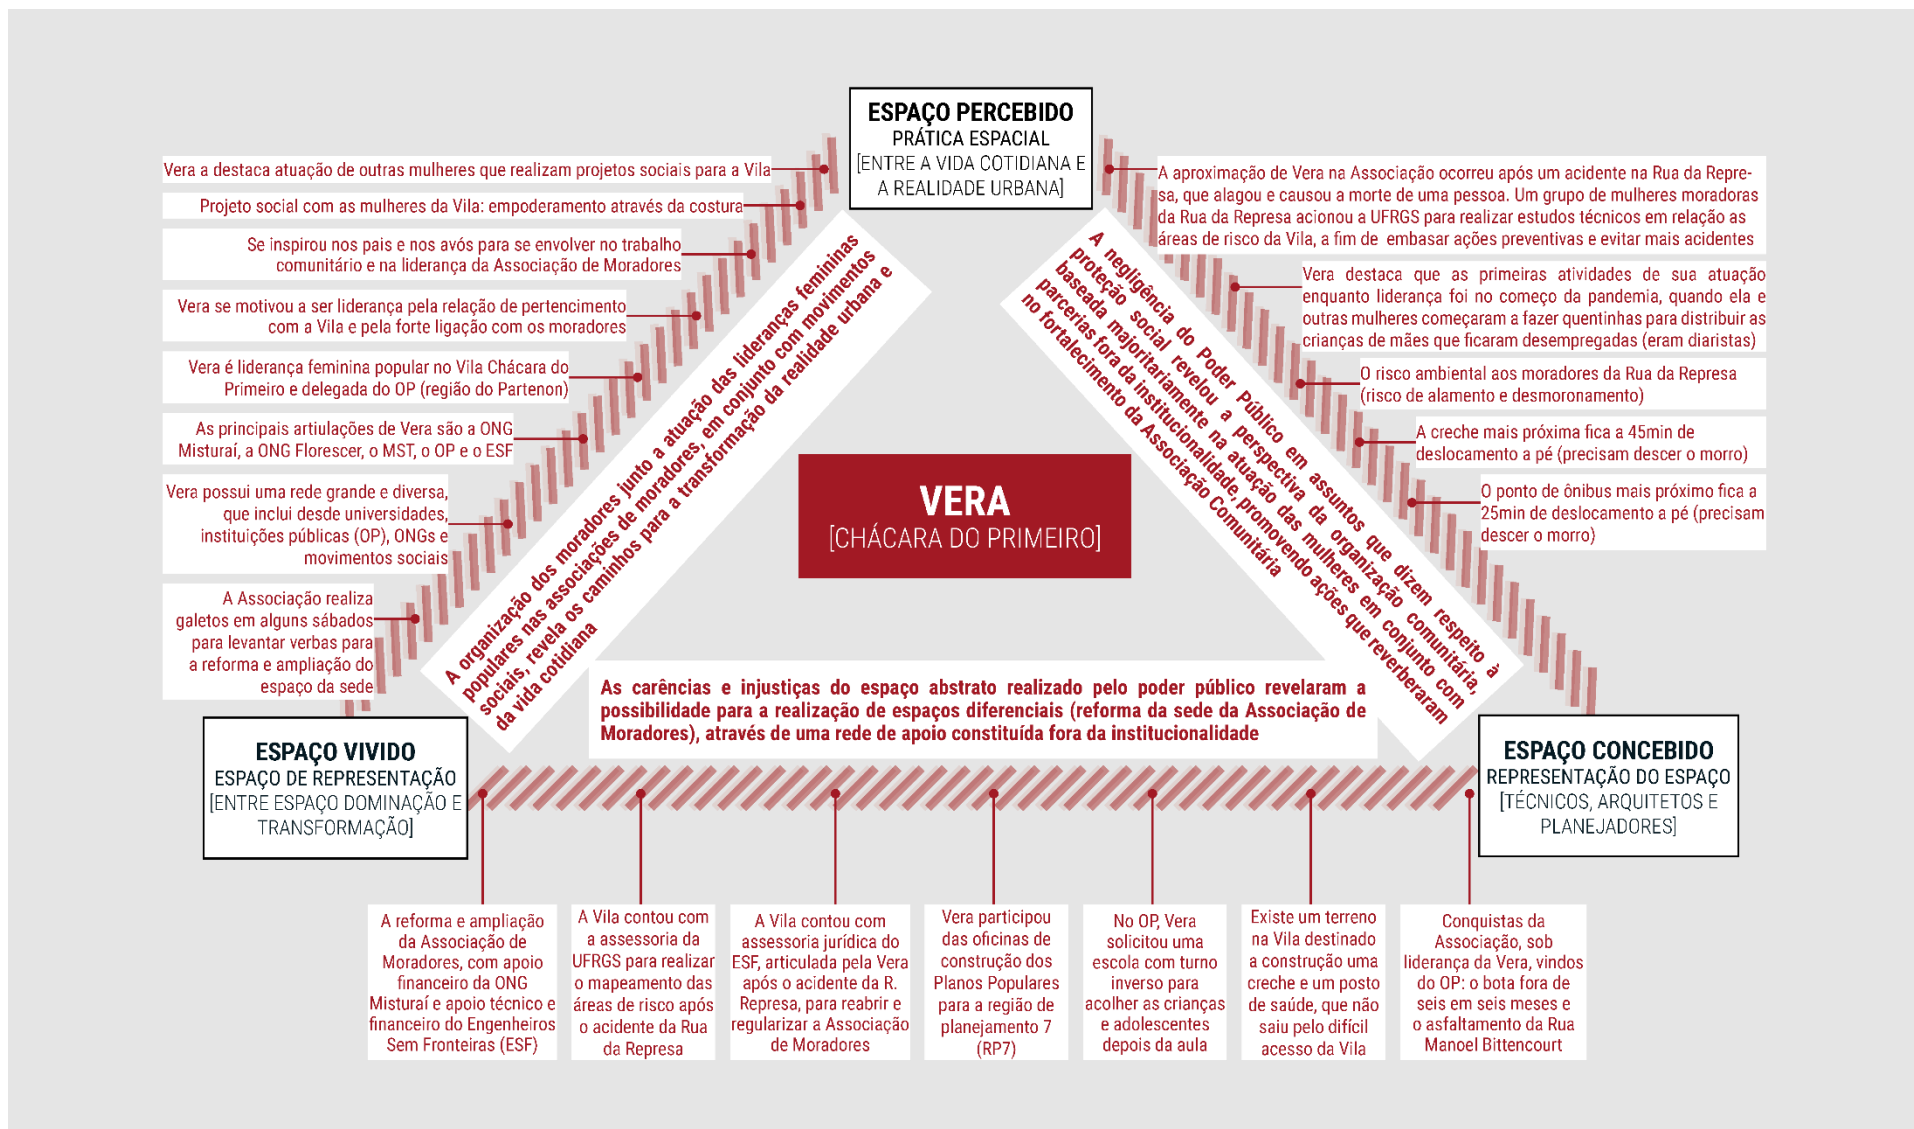 ESPAÇO PERCEBIDO
PRÁTICA ESPACIAL
[ENTRE A VIDA COTIDIANA E
A REALIDADE URBANA]
Vera a destaca atuação de outras mulheres que realizam projetos sociais para a Vila
Projeto social com as mulheres da Vila: empoderamento através da costura
Se inspirou nos pais e nos avós para se envolver no trabalho
comunitário e na liderança da Associação de Moradores
Vera se motivou a ser liderança pela relação de pertencimento
com a Vila e pela forte ligação com os moradores
Vera é liderança feminina popular no Vila Chácara do
Primeiro e delegada do OP (região do Partenon)
As principais artiulações de Vera são a ONG
Misturaí, a ONG Florescer, o MST, o OP e o ESF
Vera possui uma rede grande e diversa,
que inclui desde universidades,
instituições públicas (OP), ONGs e
movimentos sociais
A Associação realiza
galetos em alguns sábados
para levantar verbas para
a reforma e ampliação do
espaço da sede
A organização dos moradores junto a atuação das lideranças femininas
populares nas associações de moradores, em conjunto com movimentos
sociais, revela os caminhos para a transformação da realidade urbana e
da vida cotidiana
A aproximação de Vera na Associação ocorreu após um acidente na Rua da Repre-
sa, que alagou e causou a morte de uma pessoa. Um grupo de mulheres moradoras
da Rua da Represa acionou a UFRGS para realizar estudos técnicos em relação as
áreas de risco da Vila, a fim de embasar ações preventivas e evitar mais acidentes
Vera destaca que as primeiras atividades de sua atuação
enquanto liderança foi no começo da pandemia, quando ela e
outras mulheres começaram a fazer quentinhas para distribuir as
crianças de mães que ficaram desempregadas (eram diaristas)
O risco ambiental aos moradores da Rua da Represa
(risco de alamento e desmoronamento)
A creche mais próxima fica a 45min de
deslocamento a pé (precisam descer o morro)
O ponto de ônibus mais próximo fica a
25min de deslocamento a pé (precisam
descer o morro)
A negligência do Poder Público em assuntos que dizem respeito à
proteção social revelou a perspectiva da organização comunitária,
baseada majoritariamente na atuação das mulheres em conjunto com
parcerias fora da institucionalidade, promovendo ações que reverberaram
no fortalecimento da Associação Comunitária
VERA
[CHÁCARA DO PRIMEIRO]
As carências e injustiças do espaço abstrato realizado pelo poder público revelaram a
possibilidade para a realização de espaços diferenciais (reforma da sede da Associação de
Moradores), através de uma rede de apoio constituída fora da institucionalidade
ESPAÇO VIVIDO
ESPAÇO DE REPRESENTAÇÃO
[ENTRE ESPAÇO DOMINAÇÃO E
TRANSFORMAÇÃO]
ESPAÇO CONCEBIDO
REPRESENTAÇÃO DO ESPAÇO
[TÉCNICOS, ARQUITETOS E
PLANEJADORES]
A reforma e ampliação
da Associação de
Moradores, com apoio
financeiro da ONG
Misturaí e apoio técnico e
financeiro do Engenheiros
Sem Fronteiras (ESF)
A Vila contou com
a assessoria da
UFRGS para realizar
o mapeamento das
áreas de risco após
o acidente da Rua
da Represa
A Vila contou com
assessoria jurídica do
ESF, articulada pela Vera
após o acidente da R.
Represa, para reabrir e
regularizar a Associação
de Moradores
Vera participou
das oficinas de
construção dos
Planos Populares
para a região de
planejamento 7
(RP7)
No OP, Vera
solicitou uma
escola com turno
inverso para
acolher as crianças
e adolescentes
depois da aula
Existe um terreno
na Vila destinado
a construção uma
creche e um posto
de saúde, que não
saiu pelo difícil
acesso da Vila
Conquistas da
Associação, sob
liderança da Vera, vindos
do OP: o bota fora de
seis em seis meses e
o asfaltamento da Rua
Manoel Bittencourt